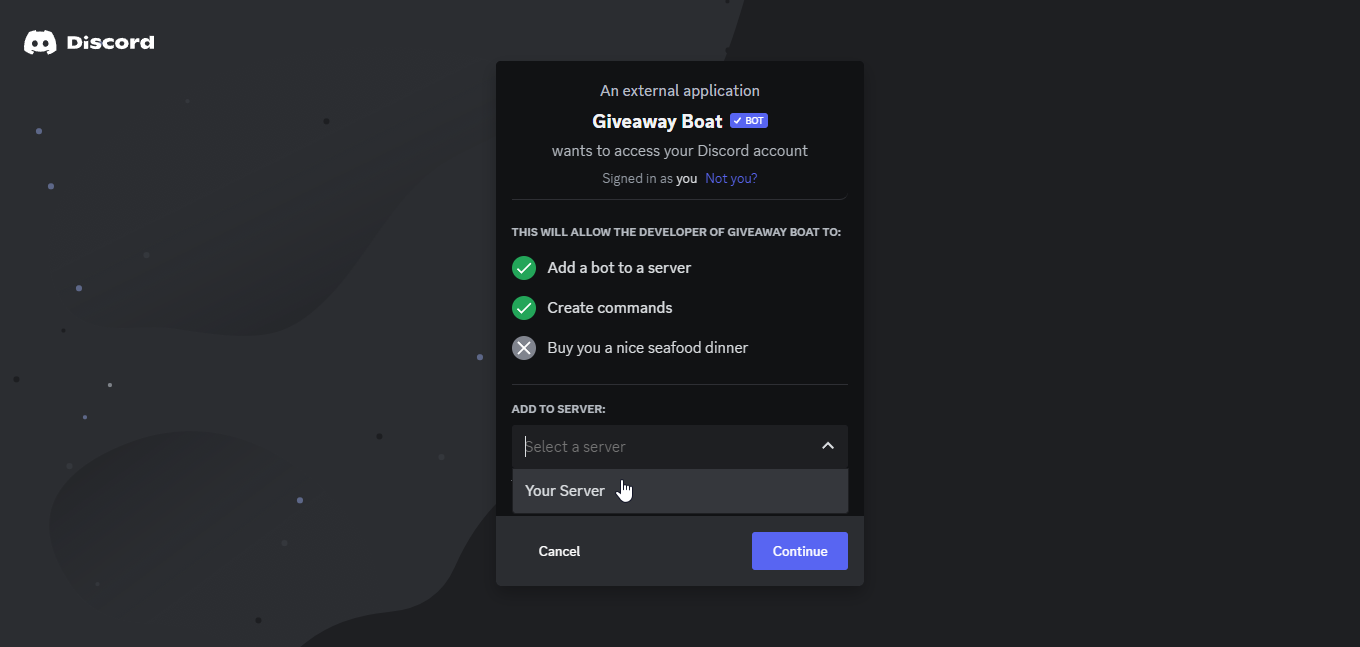 Discord
An external application
Giveaway Boat ✓ BOT
wants to access your Discord account
Signed in as you Not you?
THIS WILL ALLOW THE DEVELOPER OF GIVEAWAY BOAT TO:
Add a bot to a server
Create commands
Buy you a nice seafood dinner
ADD TO SERVER:
Select a server
Your Server
Cancel
Continue